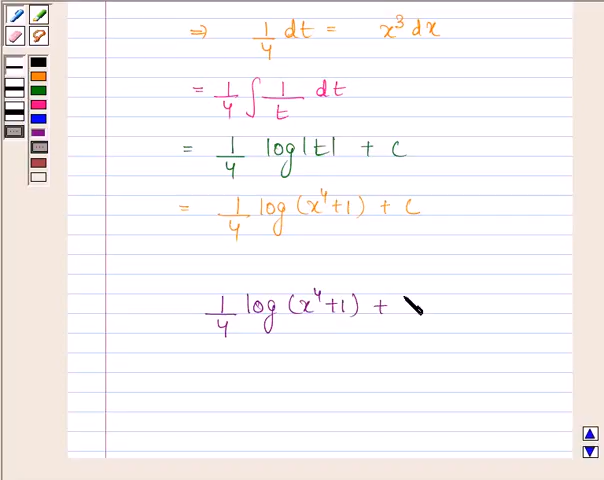 ⇒ 1/4 dt = x³ dx
= 1/4 ∫ 1/t dt
= 1/4 log|t| + C
= 1/4 log (x⁴+1) + C
1/4 log (x⁴+1) +